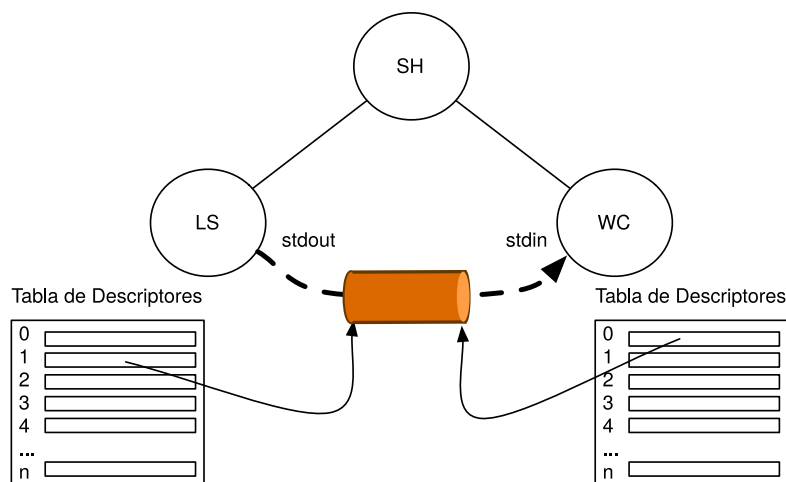 SH
LS
WC
stdout
stdin
Tabla de Descriptores
0
1
2
3
4
...
n
Tabla de Descriptores
0
1
2
3
4
...
n